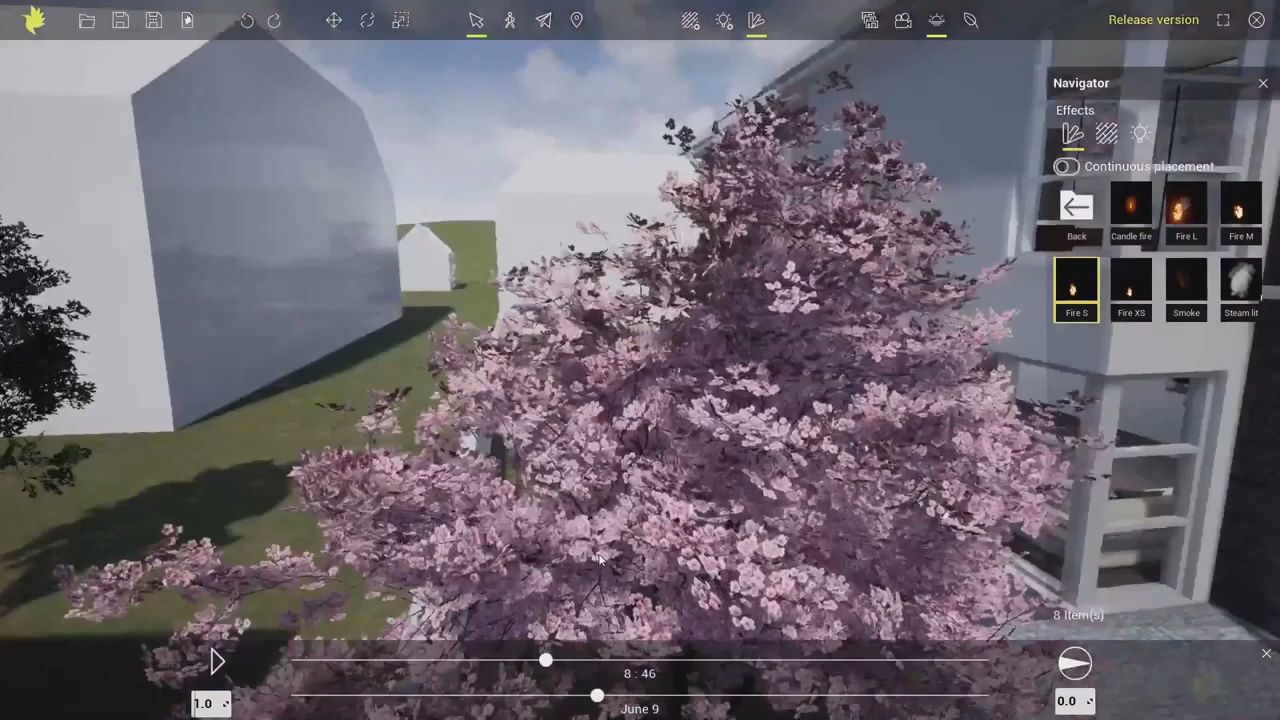 Release version
Navigator
Effects
Continuous placement
Back
Candle fire
Fire L
Fire M
Fire S
Fire XS
Smoke
Steam lit
8 Item(s)
8 : 46
1.0
0.0
June 9